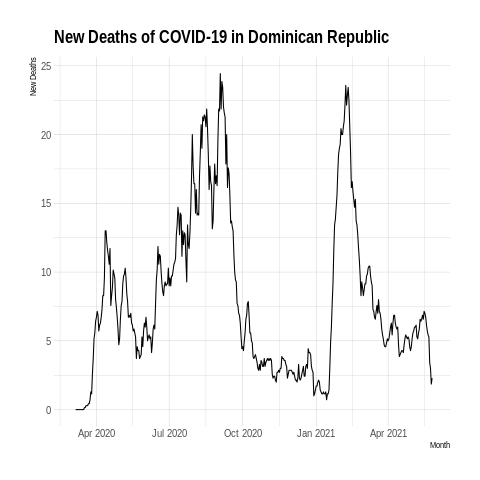 New Deaths of COVID-19 in Dominican Republic
New Deaths
25
20
15
10
5
0
Apr 2020 Jul 2020 Oct 2020 Jan 2021 Apr 2021
Month